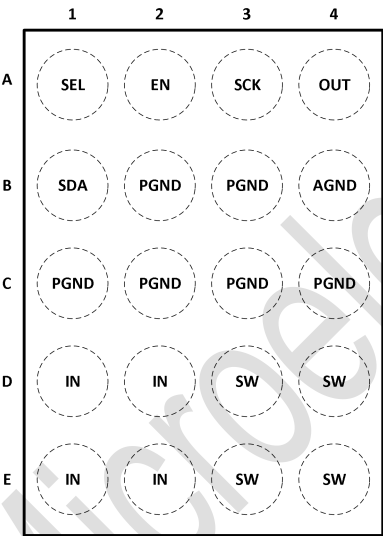 1 2 3 4
A SEL EN SCK OUT
B SDA PGND PGND AGND
C PGND PGND PGND PGND
D IN IN SW SW
E IN IN SW SW